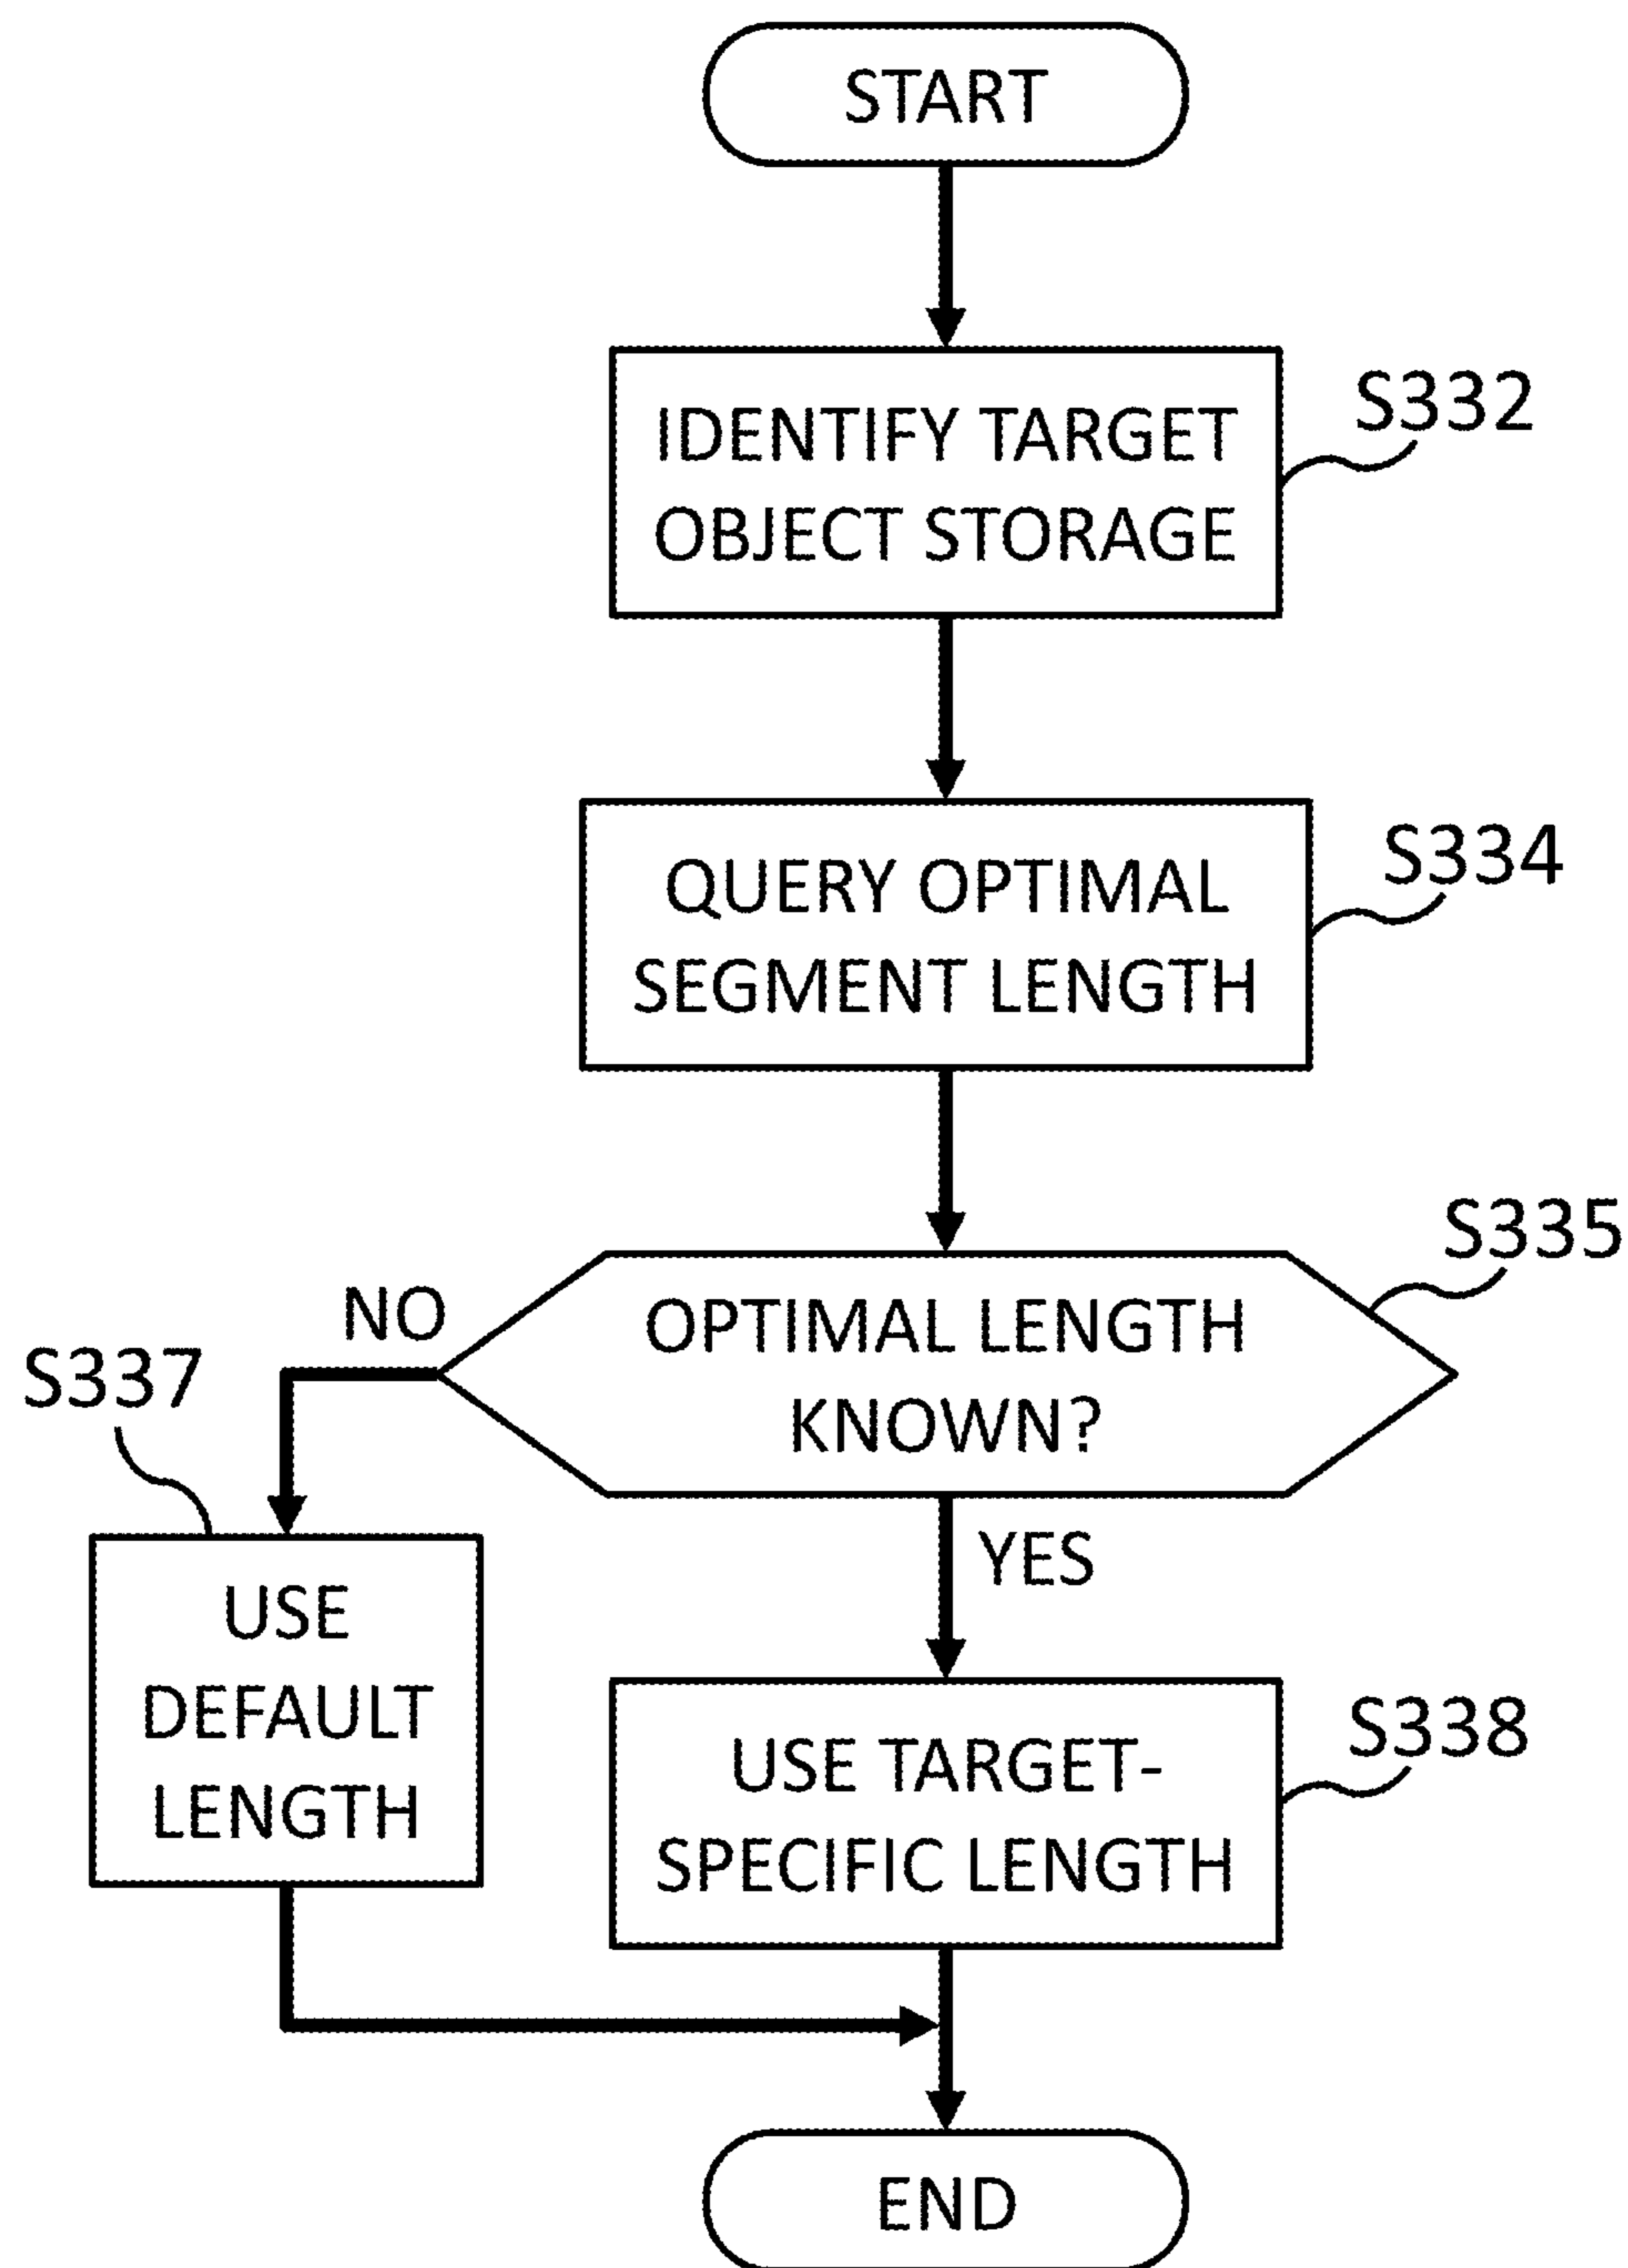 START
IDENTIFY TARGET
OBJECT STORAGE
S332
QUERY OPTIMAL
SEGMENT LENGTH
S334
OPTIMAL LENGTH
KNOWN?
S335
NO
S337
YES
USE
DEFAULT
LENGTH
USE TARGET-
SPECIFIC LENGTH
S338
END